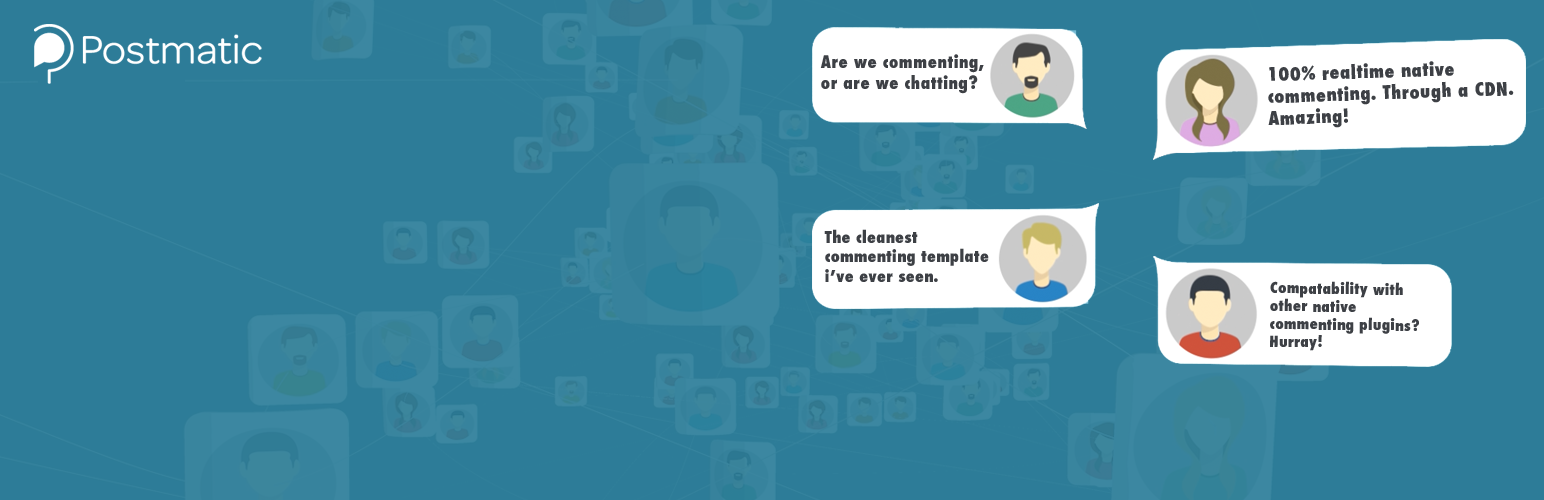 Postmatic
Are we commenting,
or are we chatting?
100% realtime native
commenting. Through a CDN.
Amazing!
The cleanest
commenting template
i've ever seen.
Compatability with
other native
commenting plugins?
Hurray!